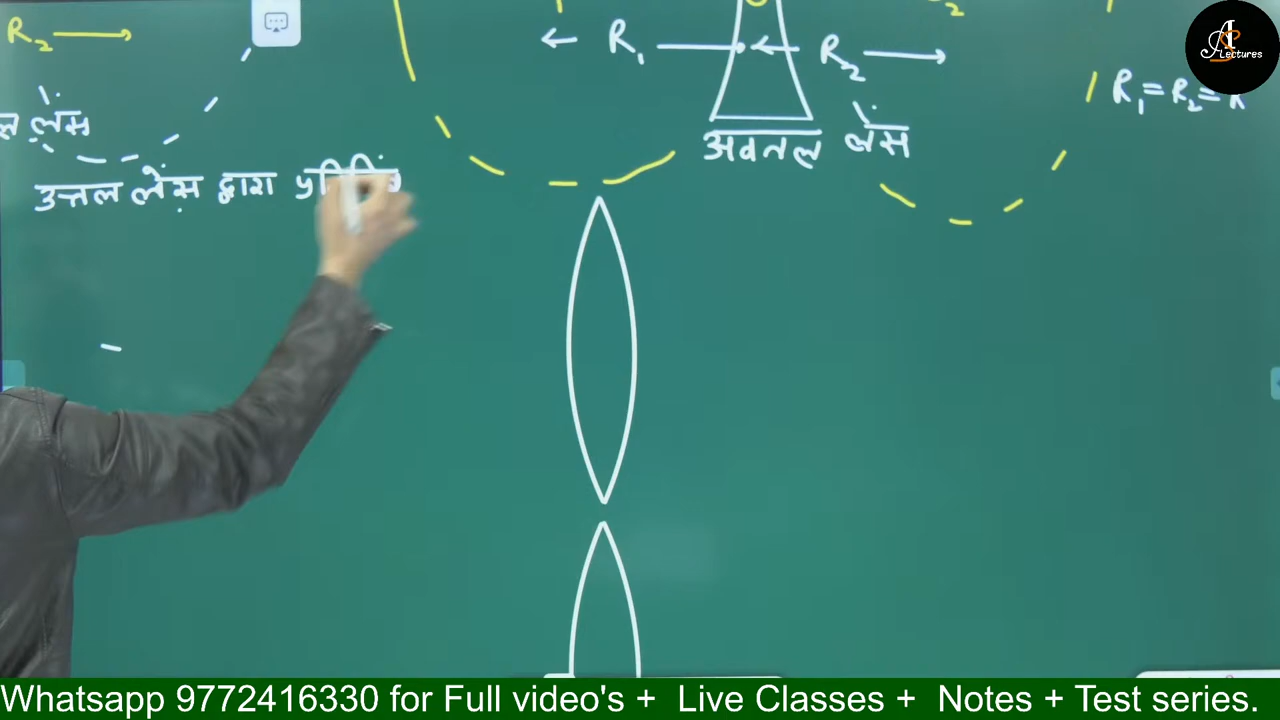 R₂ →
← R₁ — ← R₂ →
R₁ = R₂ = R
लेंस
अवतल लेंस
उत्तल लेंस द्वारा
AS Lectures
Whatsapp 9772416330 for Full video's + Live Classes + Notes + Test series.